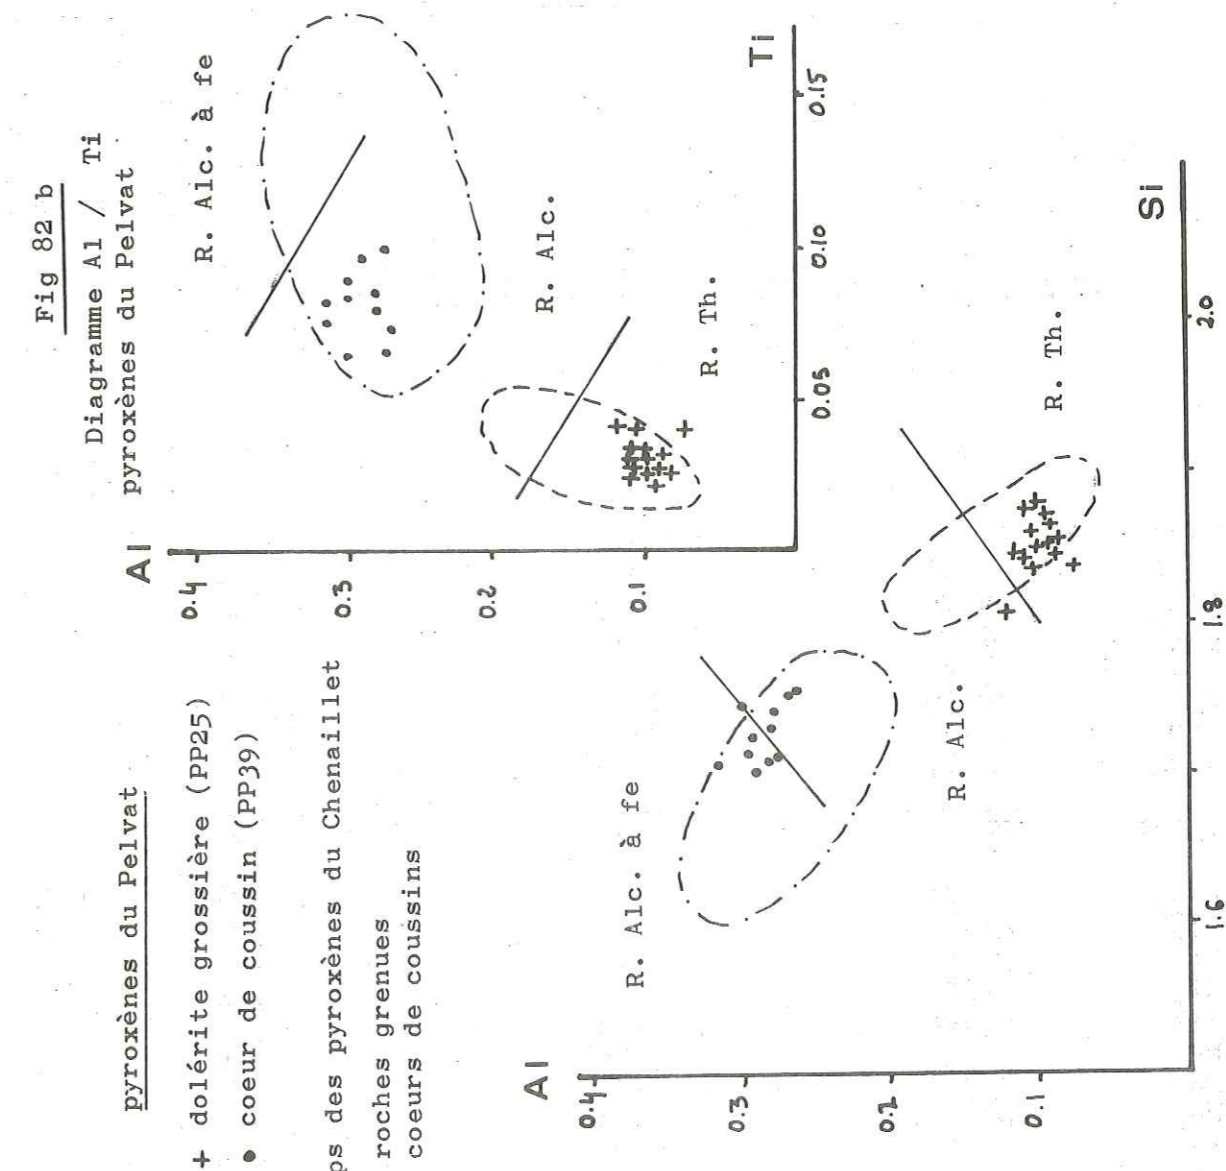 Fig 82 b
Diagramme Al / Ti
pyroxènes du Pelvat
pyroxènes du Pelvat
+ dolérite grossière (PP25)
● coeur de coussin (PP39)
des pyroxènes du Chenaillet
roches grenues
coeurs de coussins
Al
0.4
0.3
0.2
0.1
R. Alc. à fe
R. Alc.
R. Th.
0.05
0.10
0.15
Ti
Al
0.4
0.3
0.2
0.1
R. Alc. à fe
R. Alc.
R. Th.
1.6
1.8
2.0
Si